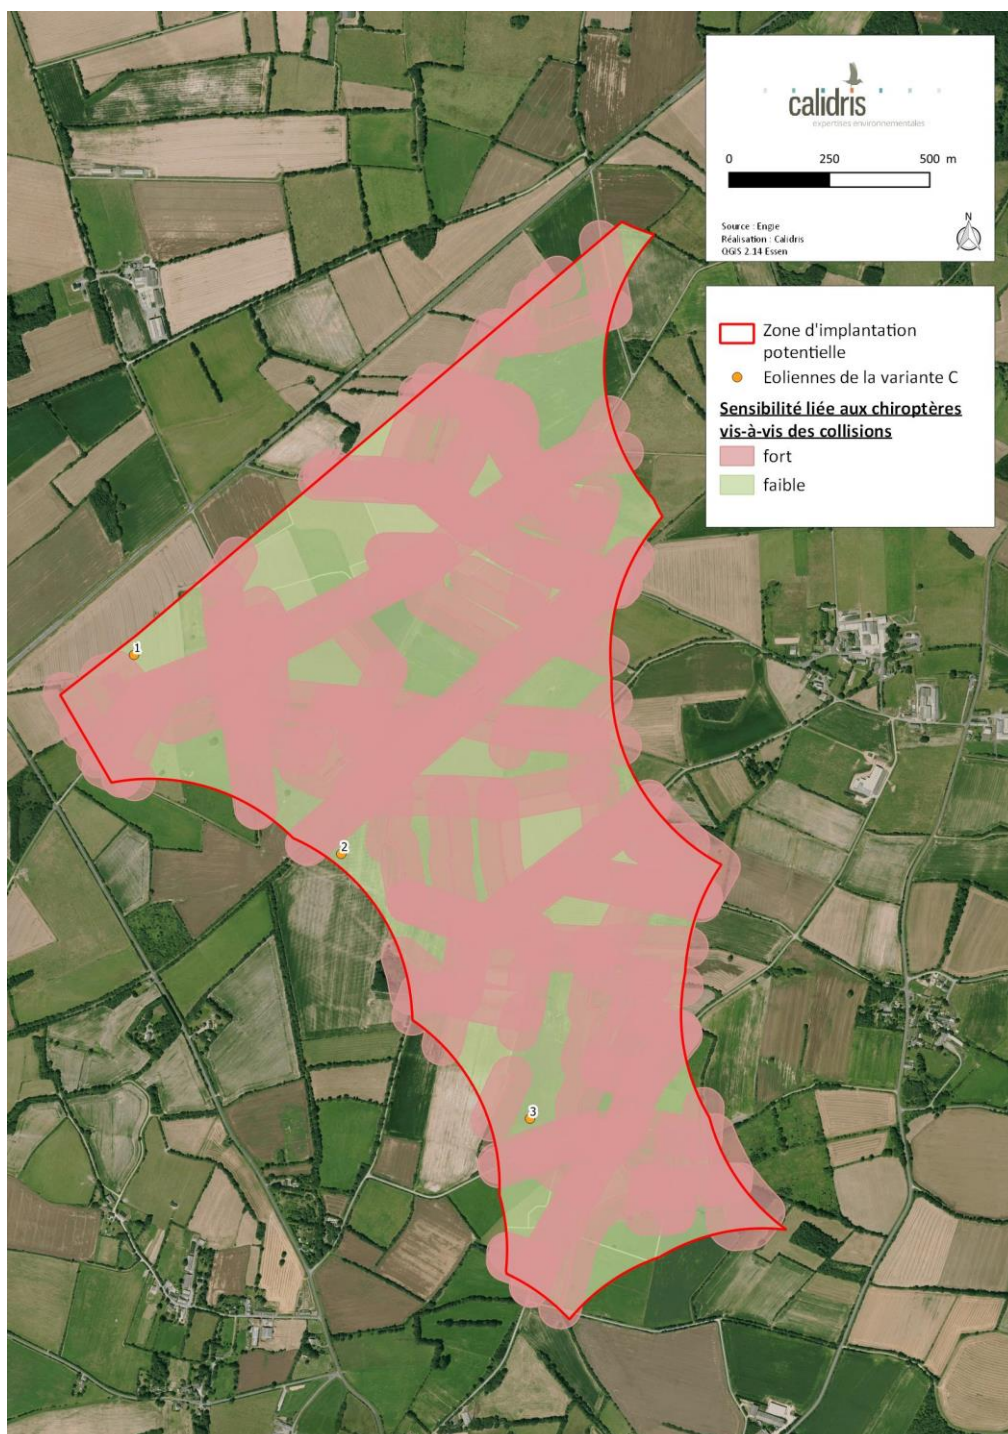 calidris
expertises environnementales
0 250 500 m
Source : Engie
Réalisation : Calidris
QGIS 2.14 Essen
N
Zone d'implantation
potentielle
Eoliennes de la variante C
Sensibilité liée aux chiroptères
vis-à-vis des collisions
fort
faible
1
2
3